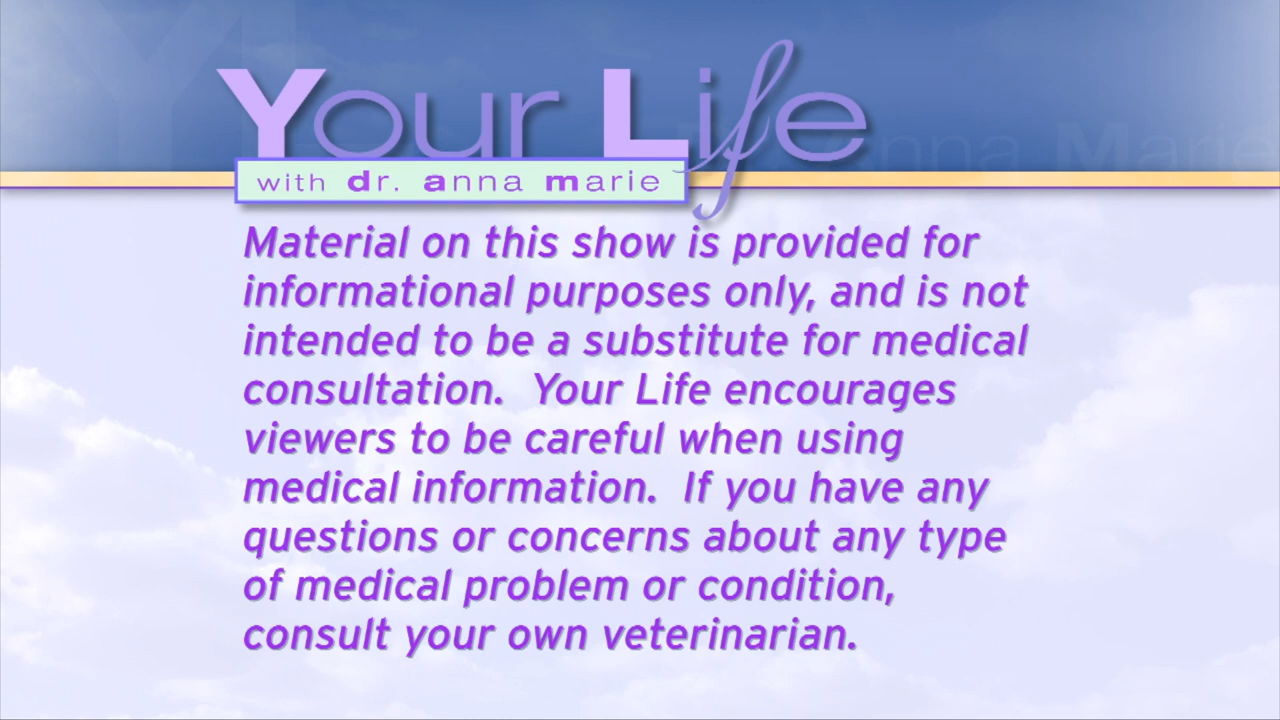 Your Life
with dr. anna marie
Material on this show is provided for
informational purposes only, and is not
intended to be a substitute for medical
consultation.  Your Life encourages
viewers to be careful when using
medical information.  If you have any
questions or concerns about any type
of medical problem or condition,
consult your own veterinarian.